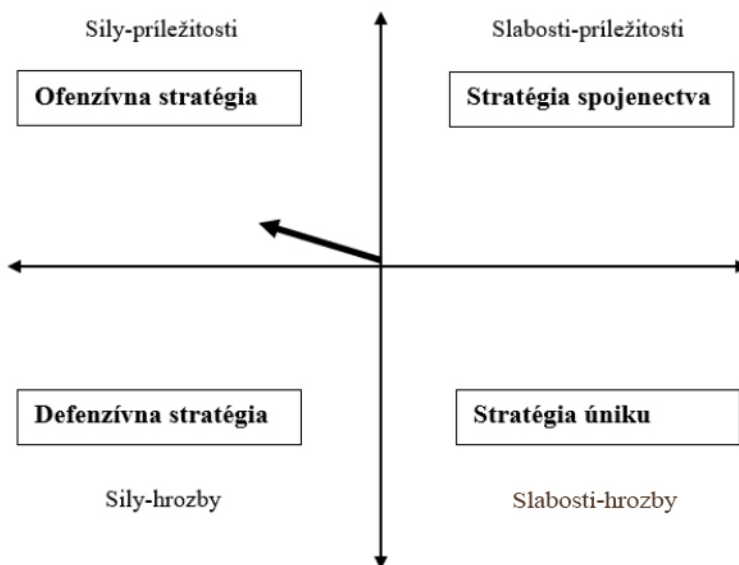 Sily-príležitosti
Slabosti-príležitosti
Ofenzívna stratégia
Stratégia spojenectva
Defenzívna stratégia
Stratégia úniku
Sily-hrozby
Slabosti-hrozby